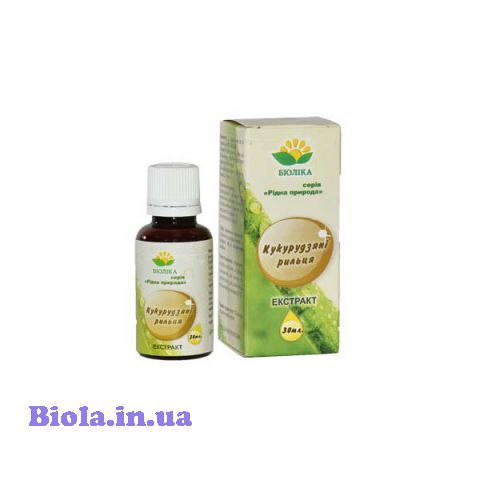 БІОЛІКА
серія
«Рідна природа»
Кукурудзяні
рильця
ЕКСТРАКТ
30мл.
БІОЛІКА
серія
«Рідна природа»
Кукурудзяні
рильця
ЕКСТРАКТ
30мл.
Biola.in.ua